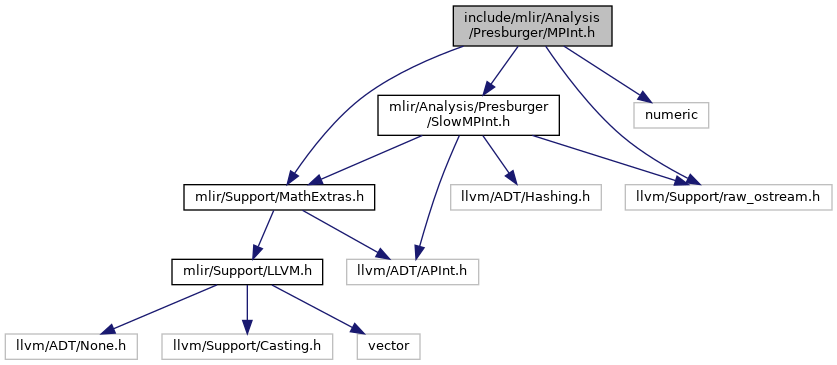 include/mlir/Analysis
/Presburger/MPInt.h
mlir/Analysis/Presburger
/SlowMPInt.h
numeric
mlir/Support/MathExtras.h
llvm/ADT/Hashing.h
llvm/Support/raw_ostream.h
mlir/Support/LLVM.h
llvm/ADT/APInt.h
llvm/ADT/None.h
llvm/Support/Casting.h
vector